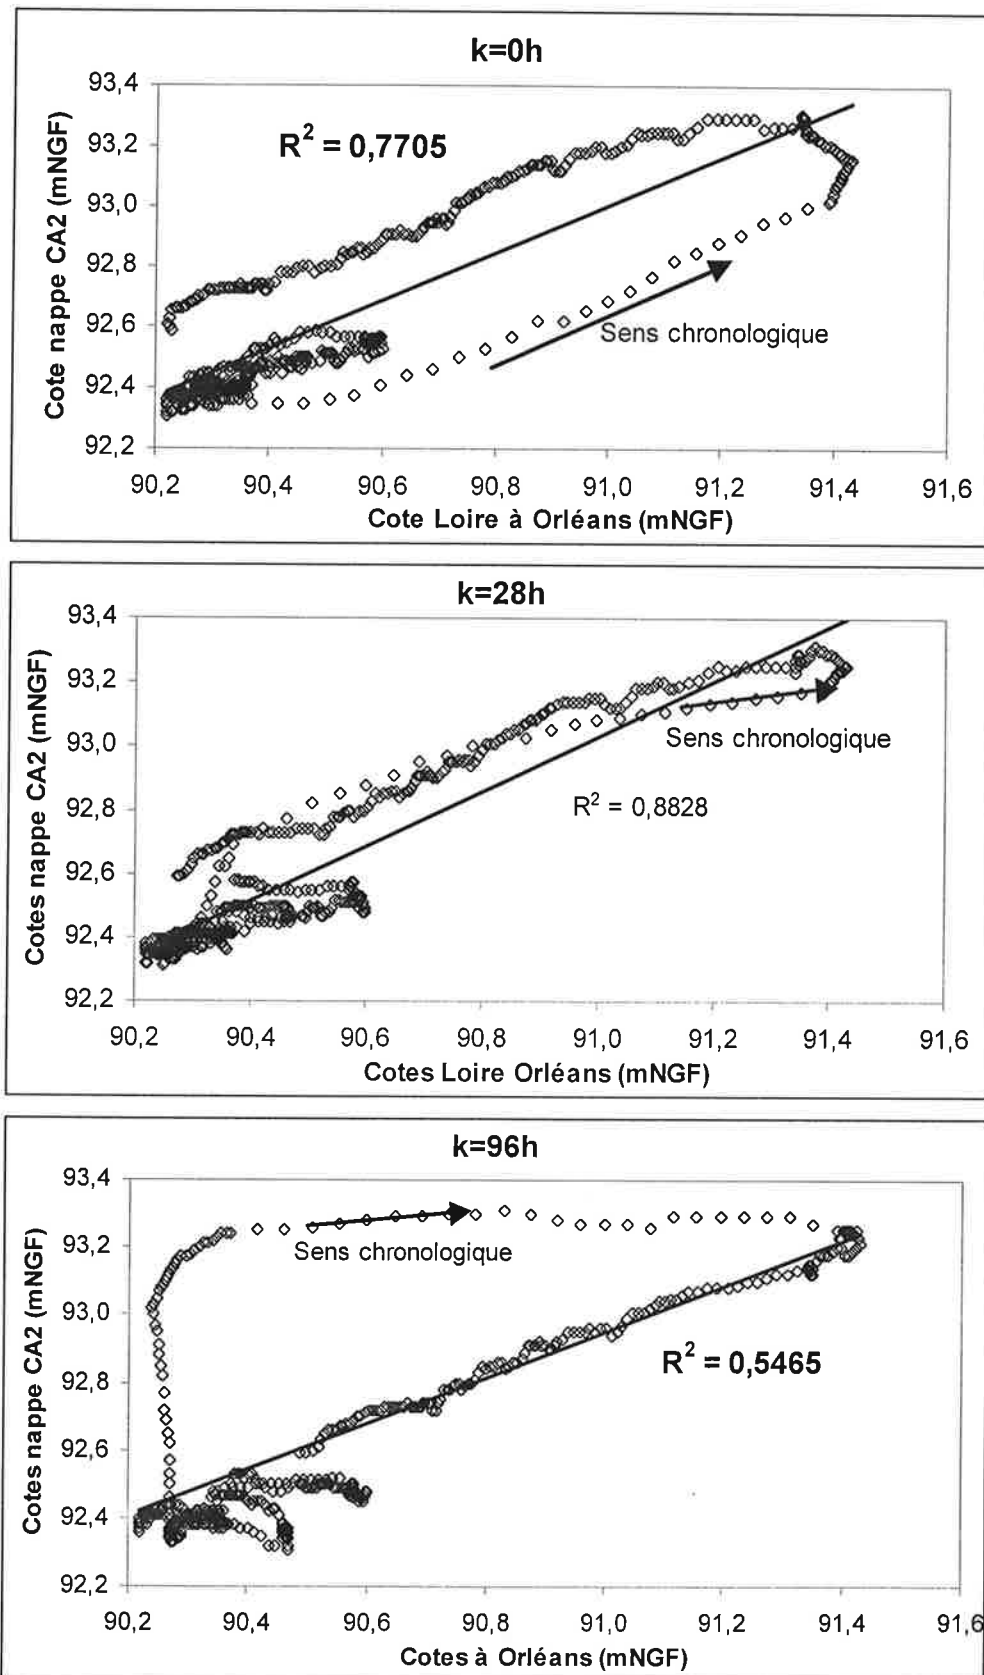 k=0h
93,4
93,2
93,0
92,8
92,6
92,4
92,2
Cote nappe CA2 (mNGF)
R² = 0,7705
Sens chronologique
90,2 90,4 90,6 90,8 91,0 91,2 91,4 91,6
Cote Loire à Orléans (mNGF)
k=28h
93,4
93,2
93,0
92,8
92,6
92,4
92,2
Cotes nappe CA2 (mNGF)
Sens chronologique
R² = 0,8828
90,2 90,4 90,6 90,8 91,0 91,2 91,4 91,6
Cotes Loire Orléans (mNGF)
k=96h
93,4
93,2
93,0
92,8
92,6
92,4
92,2
Cotes nappe CA2 (mNGF)
Sens chronologique
R² = 0,5465
90,2 90,4 90,6 90,8 91,0 91,2 91,4 91,6
Cotes à Orléans (mNGF)